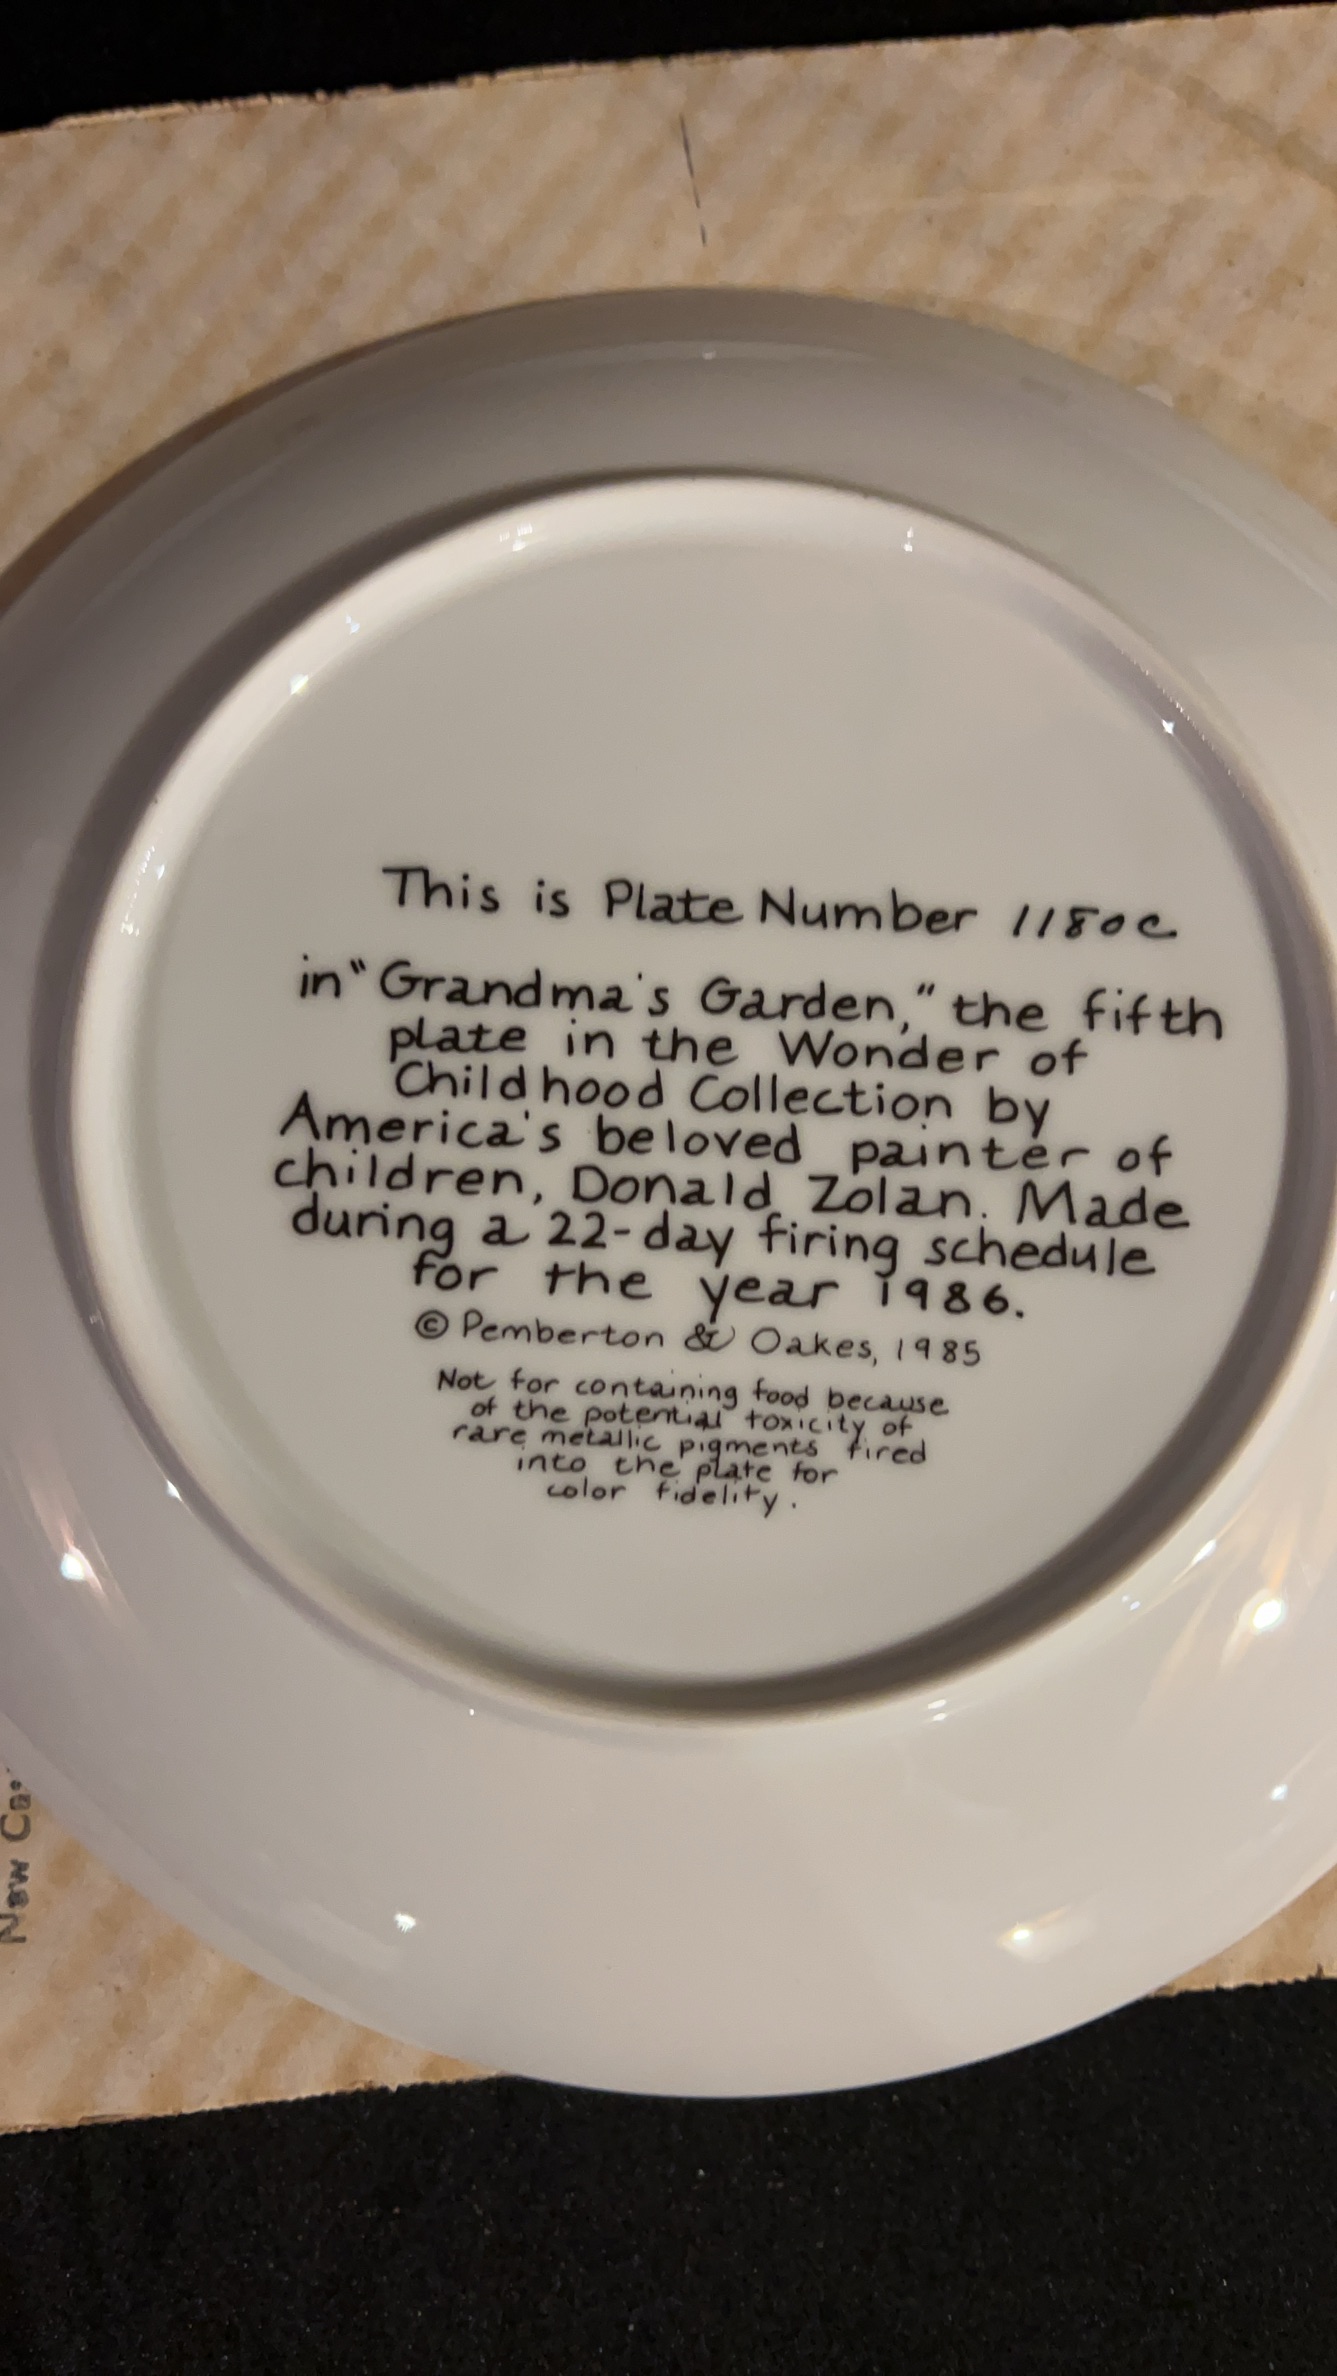 This is Plate Number 1180C
in "Grandma's Garden," the fifth
plate in the Wonder of
Childhood Collection by
America's beloved painter of
children, Donald Zolan. Made
during a 22-day firing schedule
for the year 1986.
© Pemberton & Oakes, 1985
Not for containing food because
of the potential toxicity of
rare metallic pigments fired
into the plate for
color fidelity.
New